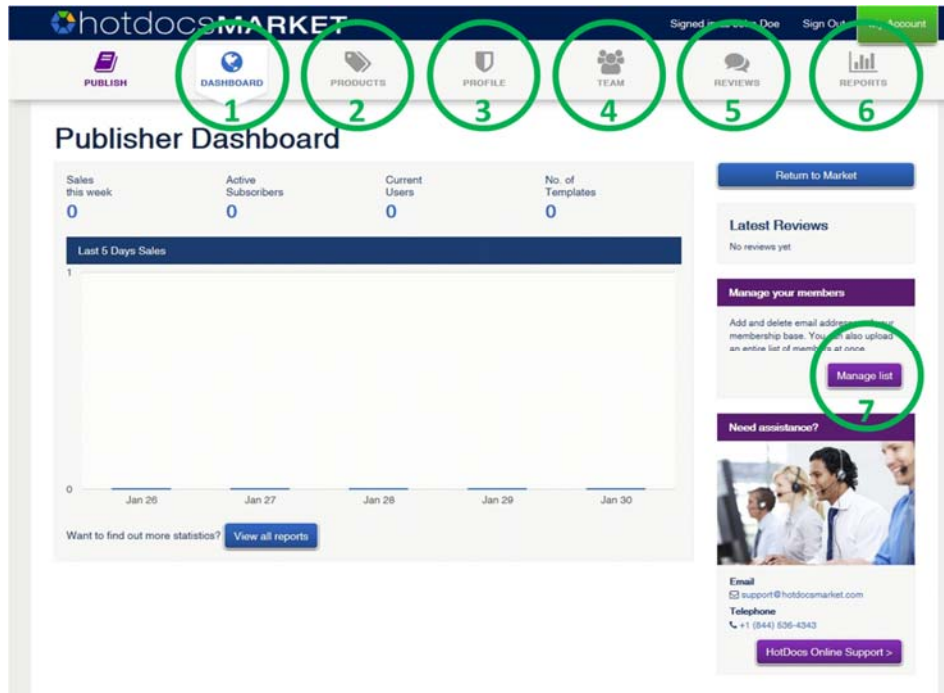 hotdocsMARKET
Signed in as John Doe Sign Out My Account
PUBLISH DASHBOARD PRODUCTS PROFILE TEAM REVIEWS REPORTS
1 2 3 4 5 6
Publisher Dashboard
Sales this week
0
Active Subscribers
0
Current Users
0
No. of Templates
0
Last 5 Days Sales
1
0
Jan 26 Jan 27 Jan 28 Jan 29 Jan 30
Want to find out more statistics? View all reports
Return to Market
Latest Reviews
No reviews yet
Manage your members
Add and delete email addresses your
membership base. You can also upload
an entire list of members at once
Manage list
7
Need assistance?
Email
support@hotdocsmarket.com
Telephone
+1 (844) 536-4343
HotDocs Online Support >